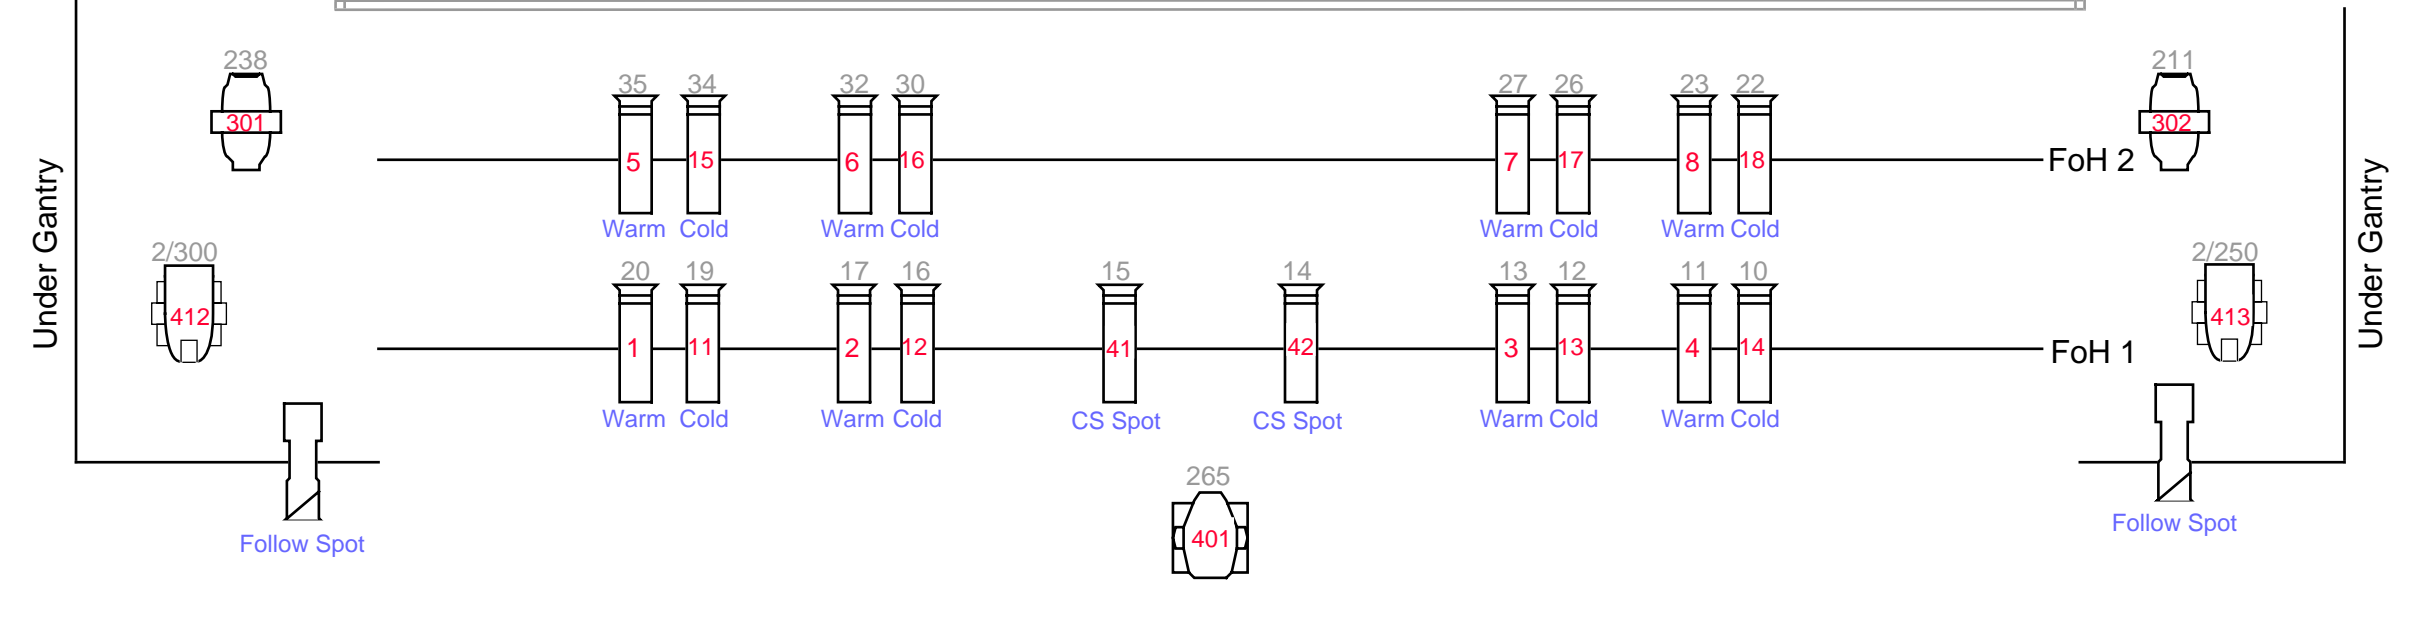 238
211
35 34 32 30 27 26 23 22
301
302
5 15 6 16 7 17 8 18 FoH 2
Warm Cold Warm Cold Warm Cold Warm Cold
Under Gantry
Under Gantry
2/300
2/250
20 19 17 16 15 14 13 12 11 10
412
413
1 11 2 12 41 42 3 13 4 14 FoH 1
Warm Cold Warm Cold CS Spot CS Spot Warm Cold Warm Cold
265
401
Follow Spot
Follow Spot